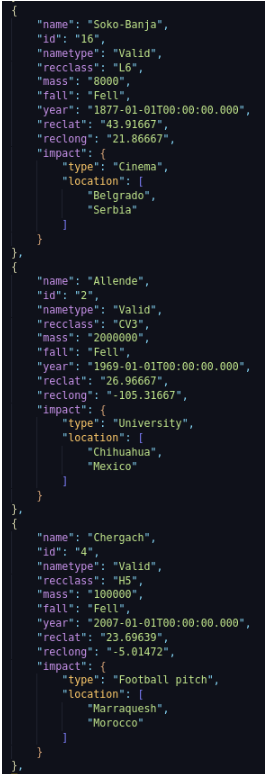 {
"name": "Soko-Banja",
"id": "16",
"nametype": "Valid",
"recclass": "L6",
"mass": "8000",
"fall": "Fell",
"year": "1877-01-01T00:00:00.000",
"reclat": "43.91667",
"reclong": "21.86667",
"impact": {
"type": "Cinema",
"location": [
"Belgrado",
"Serbia"
]
}
},
{
"name": "Allende",
"id": "2",
"nametype": "Valid",
"recclass": "CV3",
"mass": "2000000",
"fall": "Fell",
"year": "1969-01-01T00:00:00.000",
"reclat": "26.96667",
"reclong": "-105.31667",
"impact": {
"type": "University",
"location": [
"Chihuahua",
"Mexico"
]
}
},
{
"name": "Chergach",
"id": "4",
"nametype": "Valid",
"recclass": "H5",
"mass": "100000",
"fall": "Fell",
"year": "2007-01-01T00:00:00.000",
"reclat": "23.69639",
"reclong": "-5.01472",
"impact": {
"type": "Football pitch",
"location": [
"Marraquesh",
"Morocco"
]
}
},